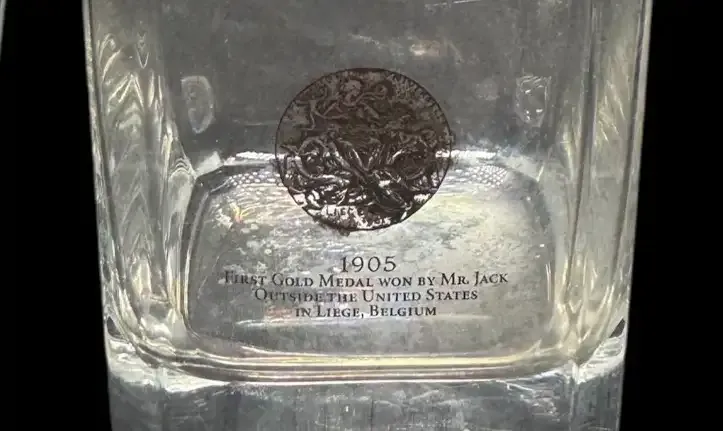 1905
First Gold Medal won by Mr. Jack
Outside the United States
in Liege, Belgium